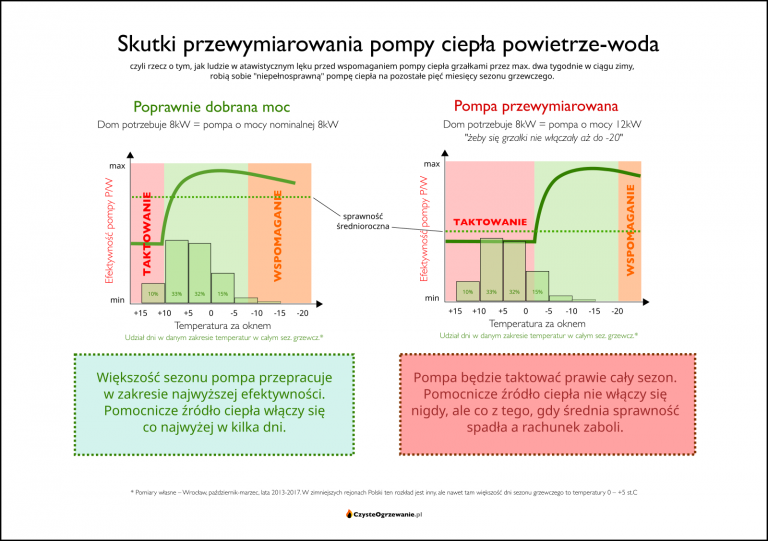 Skutki przewymiarowania pompy ciepła powietrze-woda
czyli rzecz o tym, jak ludzie w atawistycznym lęku przed wspomaganiem pompy ciepła grzałkami przez max. dwa tygodnie w ciągu zimy,
robią sobie "niepełnosprawną" pompę ciepła na pozostałe pięć miesięcy sezonu grzewczego.
Poprawnie dobrana moc
Dom potrzebuje 8kW = pompa o mocy nominalnej 8kW
max
Efektywność pompy P/W
TAKTOWANIE
WSPOMAGANIE
10%
33%
32%
15%
min
+15 +10 +5 0 -5 -10 -15 -20
Temperatura za oknem
Udział dni w danym zakresie temperatur w całym sez. grzewcz.*
sprawność
średnioroczna
Pompa przewymiarowana
Dom potrzebuje 8kW = pompa o mocy 12kW
"żeby się grzałki nie włączały aż do -20"
max
Efektywność pompy P/W
TAKTOWANIE
WSPOMAGANIE
10%
33%
32%
15%
min
+15 +10 +5 0 -5 -10 -15 -20
Temperatura za oknem
Udział dni w danym zakresie temperatur w całym sez. grzewcz.*
Większość sezonu pompa przepracuje
w zakresie najwyższej efektywności.
Pomocnicze źródło ciepła włączy się
co najwyżej w kilka dni.
Pompa będzie taktować prawie cały sezon.
Pomocnicze źródło ciepła nie włączy się
nigdy, ale co z tego, gdy średnia sprawność
spadła a rachunek zaboli.
* Pomiary własne – Wrocław, październik-marzec, lata 2013-2017. W zimniejszych rejonach Polski ten rozkład jest inny, ale nawet tam większość dni sezonu grzewczego to temperatury 0 – +5 st.C
CzysteOgrzewanie.pl